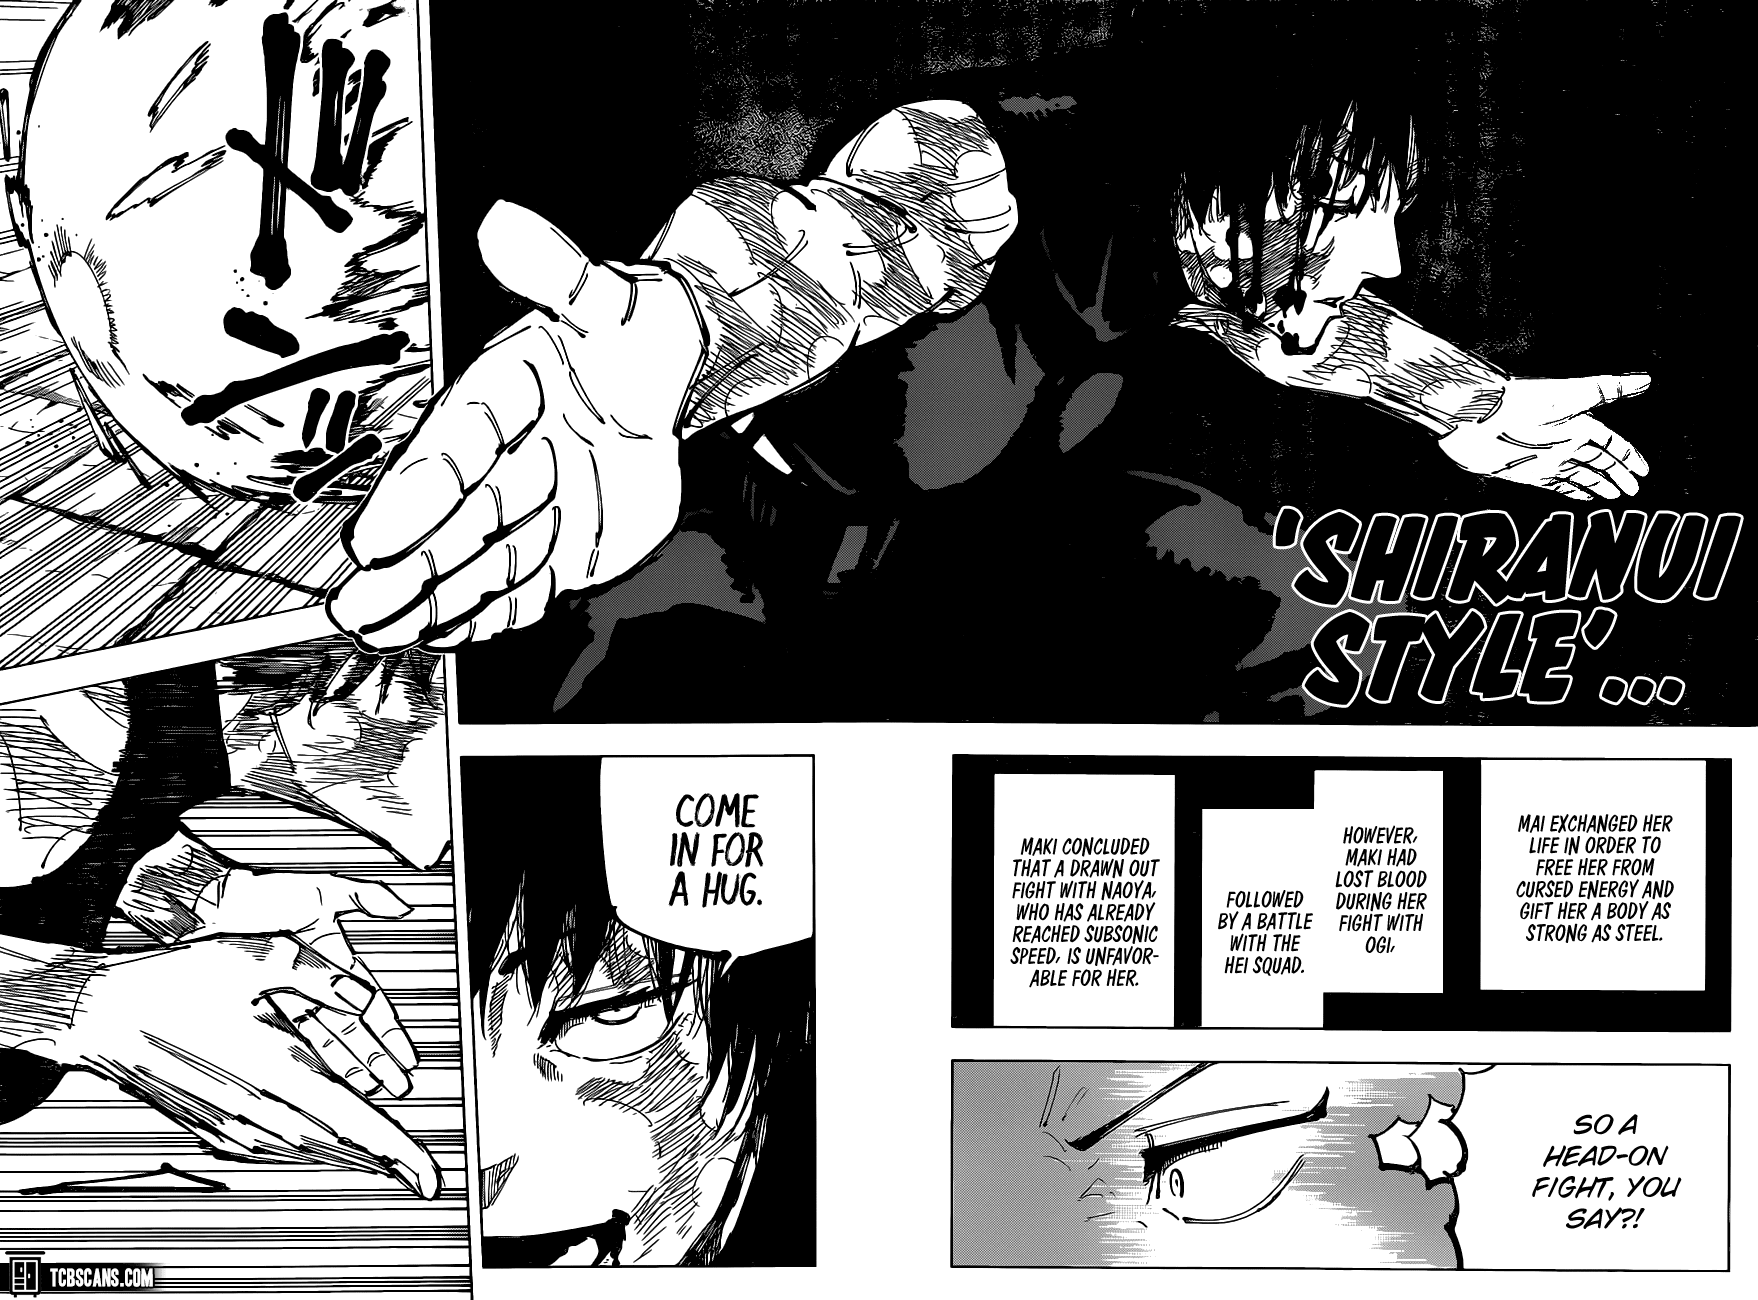 'SHIRANUI
STYLE'...
MAI EXCHANGED HER
LIFE IN ORDER TO
FREE HER FROM
CURSED ENERGY AND
GIFT HER A BODY AS
STRONG AS STEEL.
HOWEVER,
MAKI HAD
LOST BLOOD
DURING HER
FIGHT WITH
OGI,
FOLLOWED
BY A BATTLE
WITH THE
HEI SQUAD.
MAKI CONCLUDED
THAT A DRAWN OUT
FIGHT WITH NAOYA,
WHO HAS ALREADY
REACHED SUBSONIC
SPEED, IS UNFAVOR-
ABLE FOR HER.
SO A
HEAD-ON
FIGHT, YOU
SAY?!
COME
IN FOR
A HUG.
TCBSCANS.COM